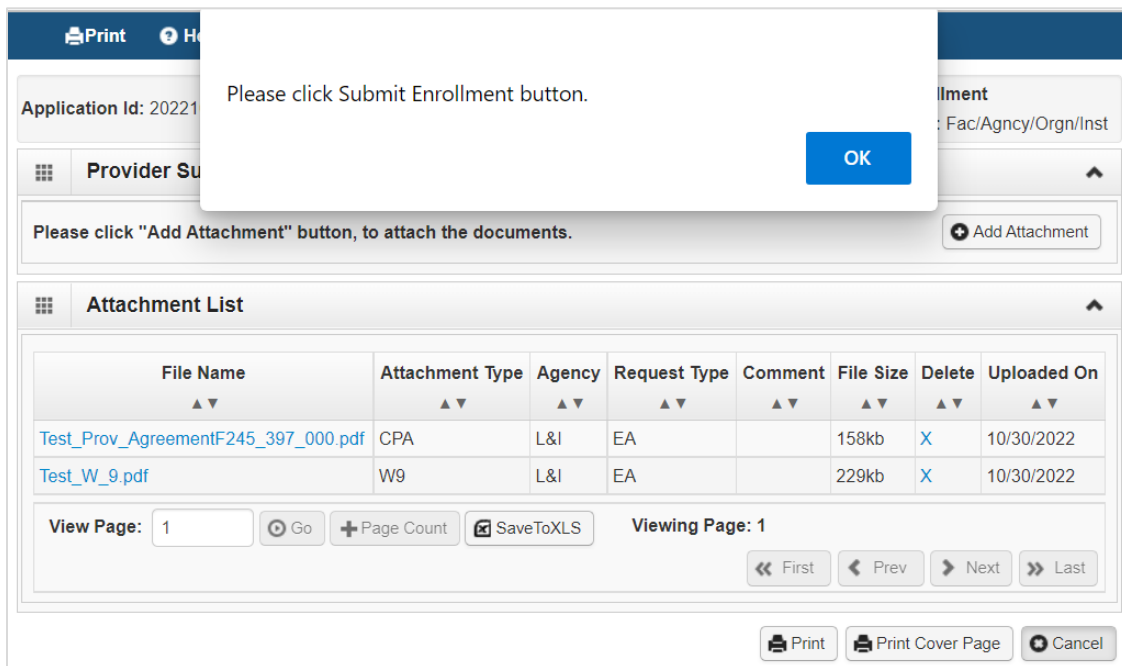 Print Help
Please click Submit Enrollment button.
OK
Application Id: 20221
llment
: Fac/Agncy/Orgn/Inst
Provider Su
Please click "Add Attachment" button, to attach the documents.
Add Attachment
Attachment List
File Name Attachment Type Agency Request Type Comment File Size Delete Uploaded On
Test_Prov_AgreementF245_397_000.pdf CPA L&I EA 158kb X 10/30/2022
Test_W_9.pdf W9 L&I EA 229kb X 10/30/2022
View Page: 1 Go Page Count SaveToXLS Viewing Page: 1
First Prev Next Last
Print Print Cover Page Cancel